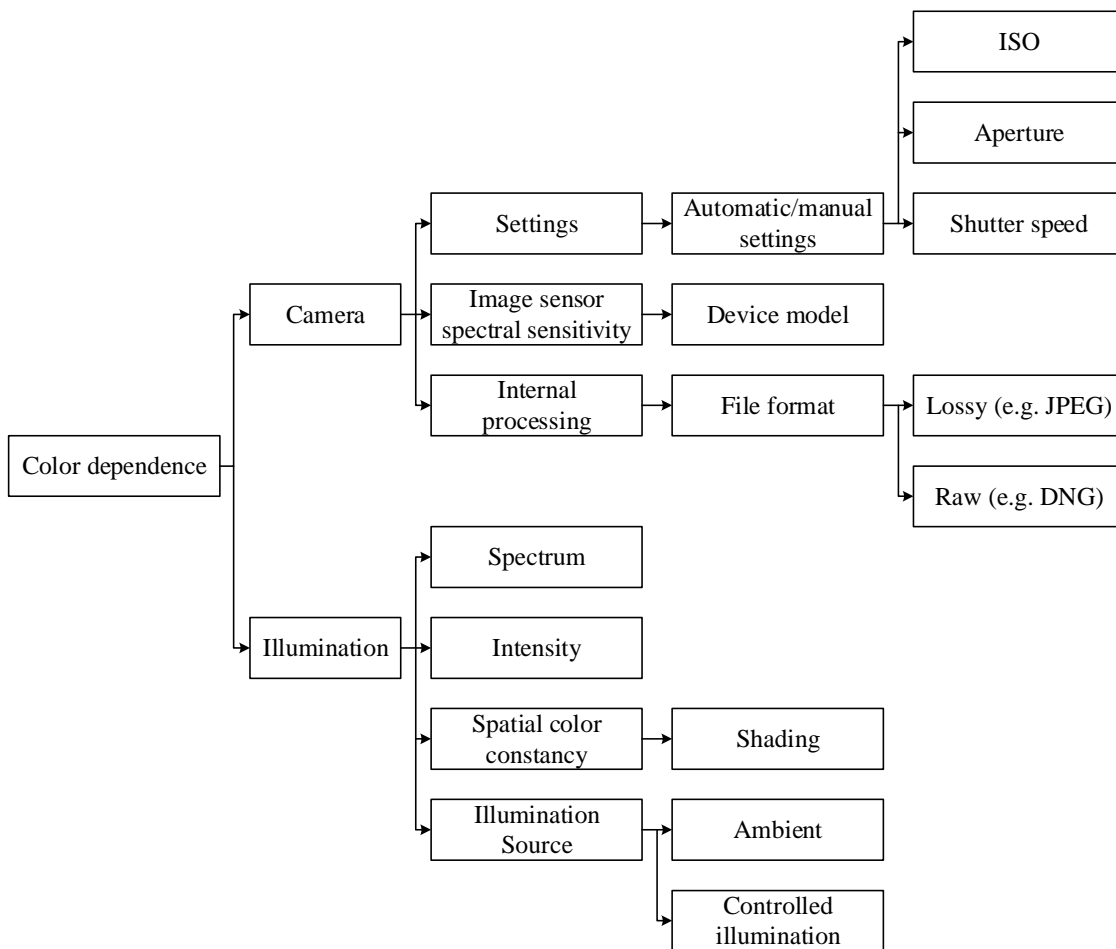 ISO
Aperture
Settings
Automatic/manual
settings
Shutter speed
Camera
Image sensor
spectral sensitivity
Device model
Internal
processing
File format
Lossy (e.g. JPEG)
Color dependence
Raw (e.g. DNG)
Spectrum
Illumination
Intensity
Spatial color
constancy
Shading
Illumination
Source
Ambient
Controlled
illumination